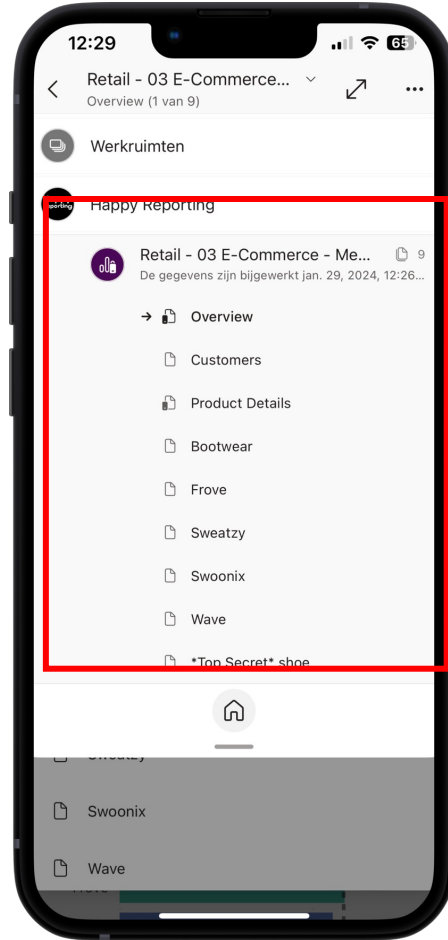 12:29
65
Retail - 03 E-Commerce...
Overview (1 van 9)
Werkruimten
Happy Reporting
Retail - 03 E-Commerce - Me...
9
De gegevens zijn bijgewerkt jan. 29, 2024, 12:26...
Overview
Customers
Product Details
Bootwear
Frove
Sweatzy
Swoonix
Wave
*Top Secret* shoe
Swoonix
Wave